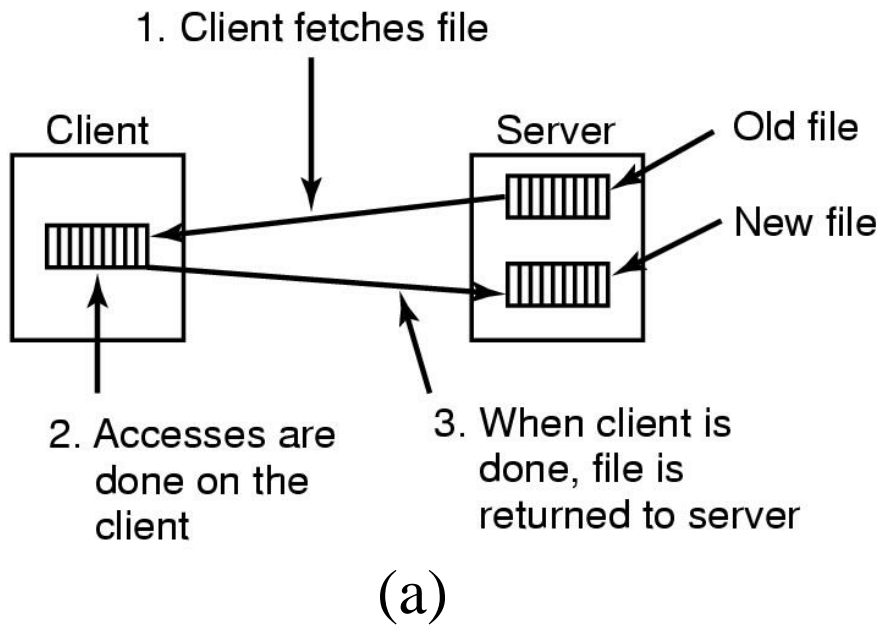 1. Client fetches file
Client
Server
Old file
New file
2. Accesses are
done on the
client
3. When client is
done, file is
returned to server
(a)